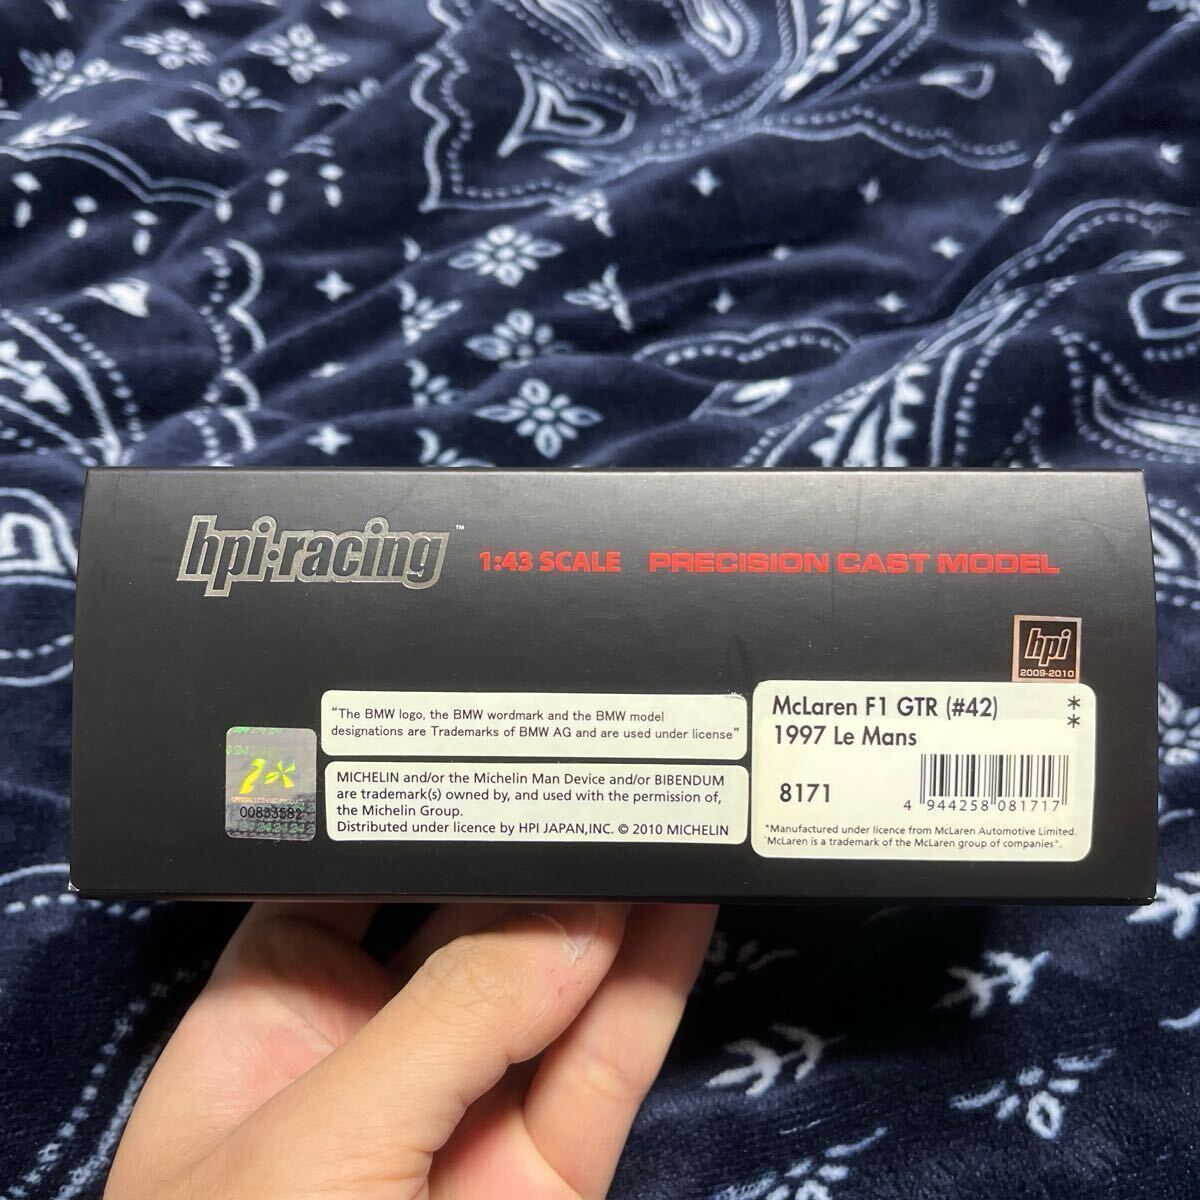 hpi·racing™ 1:43 SCALE PRECISION CAST MODEL
hpi
2009-2010
"The BMW logo, the BMW wordmark and the BMW model
designations are Trademarks of BMW AG and are used under license"
MICHELIN and/or the Michelin Man Device and/or BIBENDUM
are trademark(s) owned by, and used with the permission of,
the Michelin Group.
Distributed under licence by HPI JAPAN,INC. © 2010 MICHELIN
00833582
McLaren F1 GTR (#42) *
1997 Le Mans *
8171
4 944258 081717
"Manufactured under licence from McLaren Automotive Limited.
"McLaren is a trademark of the McLaren group of companies".